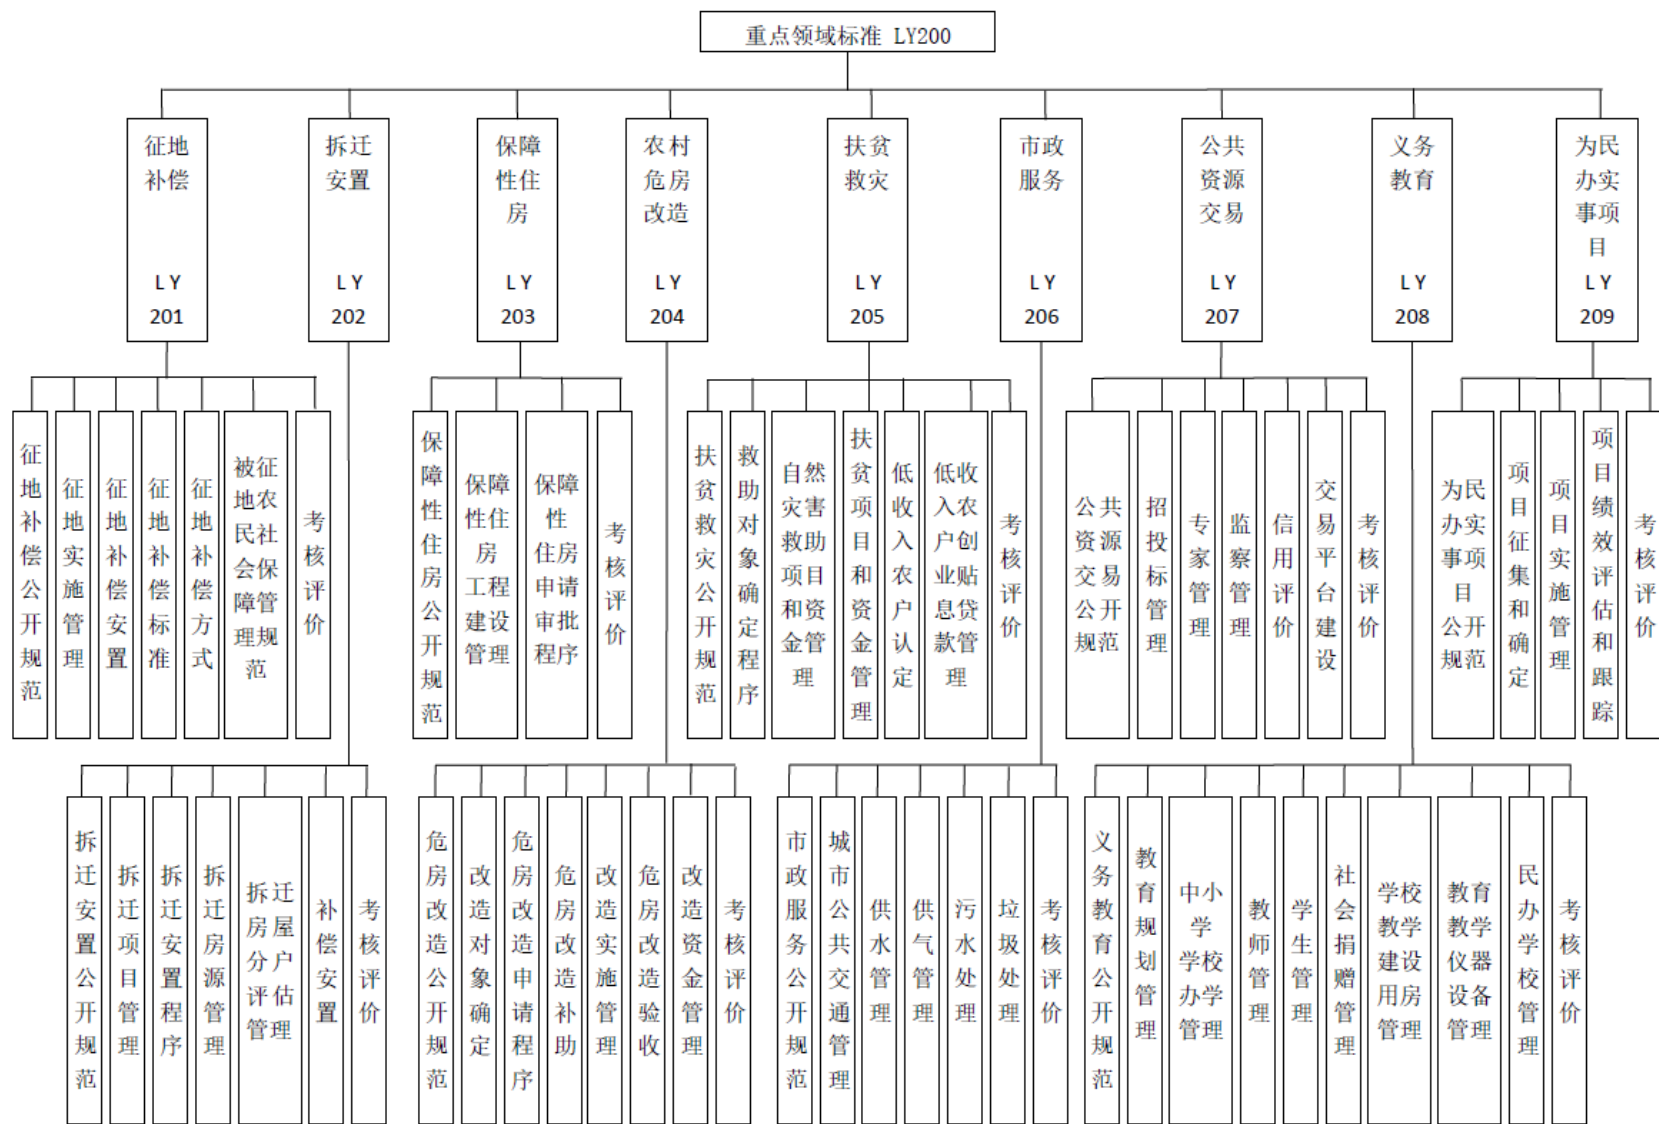 重点领域标准 LY200
征地
补偿
LY
201
拆迁
安置
LY
202
保障
性住
房
LY
203
农村
危房
改造
LY
204
扶贫
救灾
LY
205
市政
服务
LY
206
公共
资源
交易
LY
207
义务
教育
LY
208
为民
办实
事项
目
LY
209
征地补偿公开规范
征地实施管理
征地补偿安置
征地补偿标准
征地补偿方式
被征
地农
民社
会保
障管
理规
范
考核评价
保障性住房公开规范
保障
性住
房
工程
建设
管理
保障
性
住房
申请
审批
程序
考核评价
扶贫救灾公开规范
救助对象确定程序
自然
灾害
救助
项目
和资
金管
理
扶贫项目和资金管理
低收入农户认定
低收
入农
户创
业贴
息贷
款管
理
考核评价
公共
资源
交易
公开
规范
招投标管理
专家管理
监察管理
信用评价
交易平台建设
考核评价
为民
办实
事项
目
公开
规范
项目征集和确定
项目实施管理
项目绩效评估和跟踪
考核评价
拆迁安置公开规范
拆迁项目管理
拆迁安置程序
拆迁房源管理
拆迁
房屋
分户
评估
管理
补偿安置
考核评价
危房改造公开规范
改造对象确定
危房改造申请程序
危房改造补助
改造实施管理
危房改造验收
改造资金管理
考核评价
市政服务公开规范
城市公共交通管理
供水管理
供气管理
污水处理
垃圾处理
考核评价
义务教育公开规范
教育规划管理
中小
学
学校
办学
管理
教师管理
学生管理
社会捐赠管理
学校
教学
建设
用房
管理
教育
教学
仪器
设备
管理
民办学校管理
考核评价